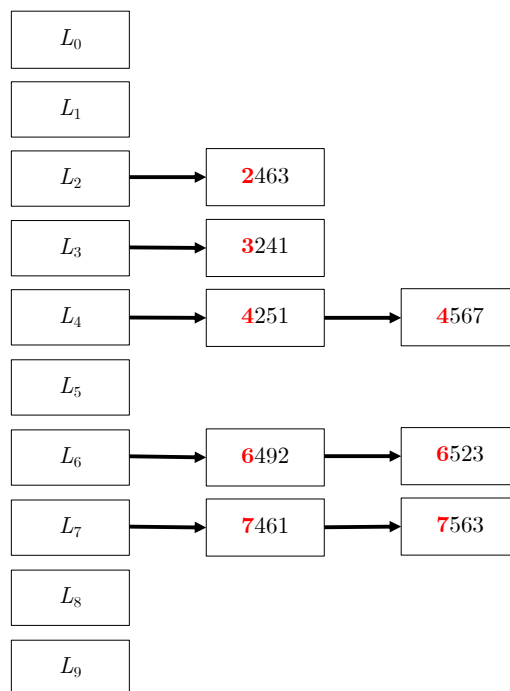 L₀
L₁
L₂ 2463
L₃ 3241
L₄ 4251 4567
L₅
L₆ 6492 6523
L₇ 7461 7563
L₈
L₉